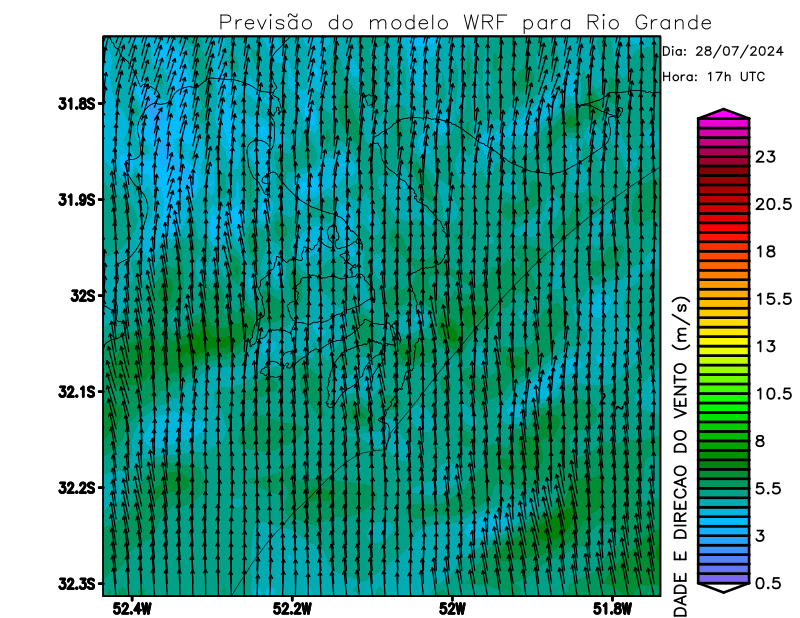 Previsão do modelo WRF para Rio Grande
Dia: 28/07/2024
Hora: 17h UTC
31.8S
31.9S
32S
32.1S
32.2S
32.3S
52.4W
52.2W
52W
51.8W
23
20.5
18
15.5
13
10.5
8
5.5
3
0.5
DADE E DIRECAO DO VENTO (m/s)